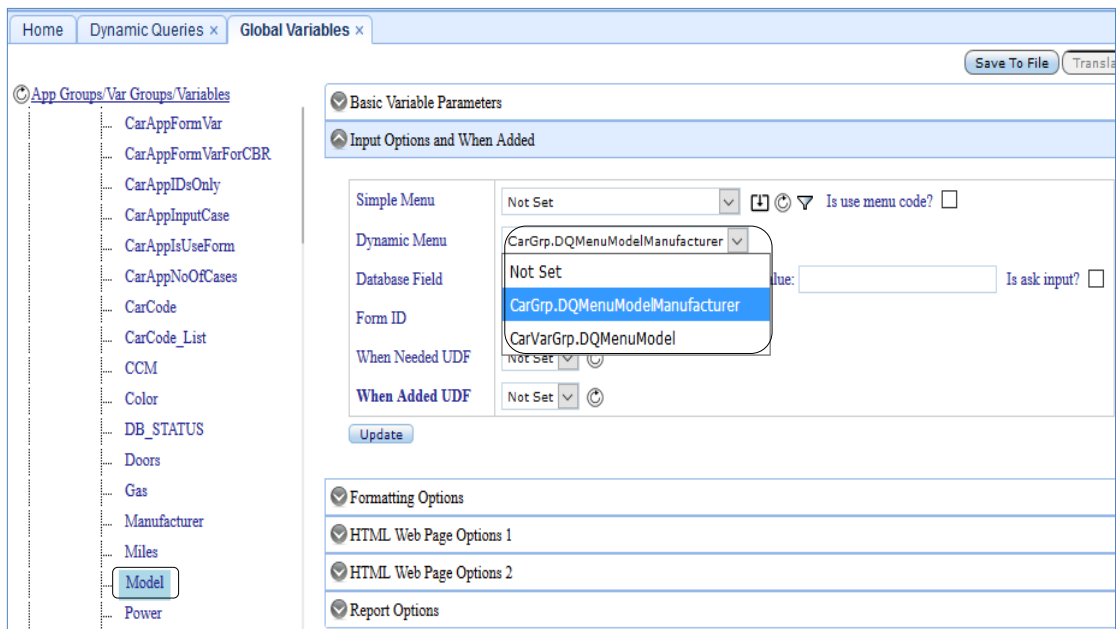 Home Dynamic Queries × Global Variables ×
Save To File
App Groups/Var Groups/Variables
CarAppFormVar
CarAppFormVarForCBR
CarAppIDsOnly
CarAppInputCase
CarAppIsUseForm
CarAppNoOfCases
CarCode
CarCode_List
CCM
Color
DB_STATUS
Doors
Gas
Manufacturer
Miles
Model
Power
Basic Variable Parameters
Input Options and When Added
Simple Menu Not Set Is use menu code?
Dynamic Menu CarGrp.DQMenuModelManufacturer
Not Set
CarGrp.DQMenuModelManufacturer
CarVarGrp.DQMenuModel
Database Field Is ask input?
Form ID
When Needed UDF Not Set
When Added UDF Not Set
Update
Formatting Options
HTML Web Page Options 1
HTML Web Page Options 2
Report Options